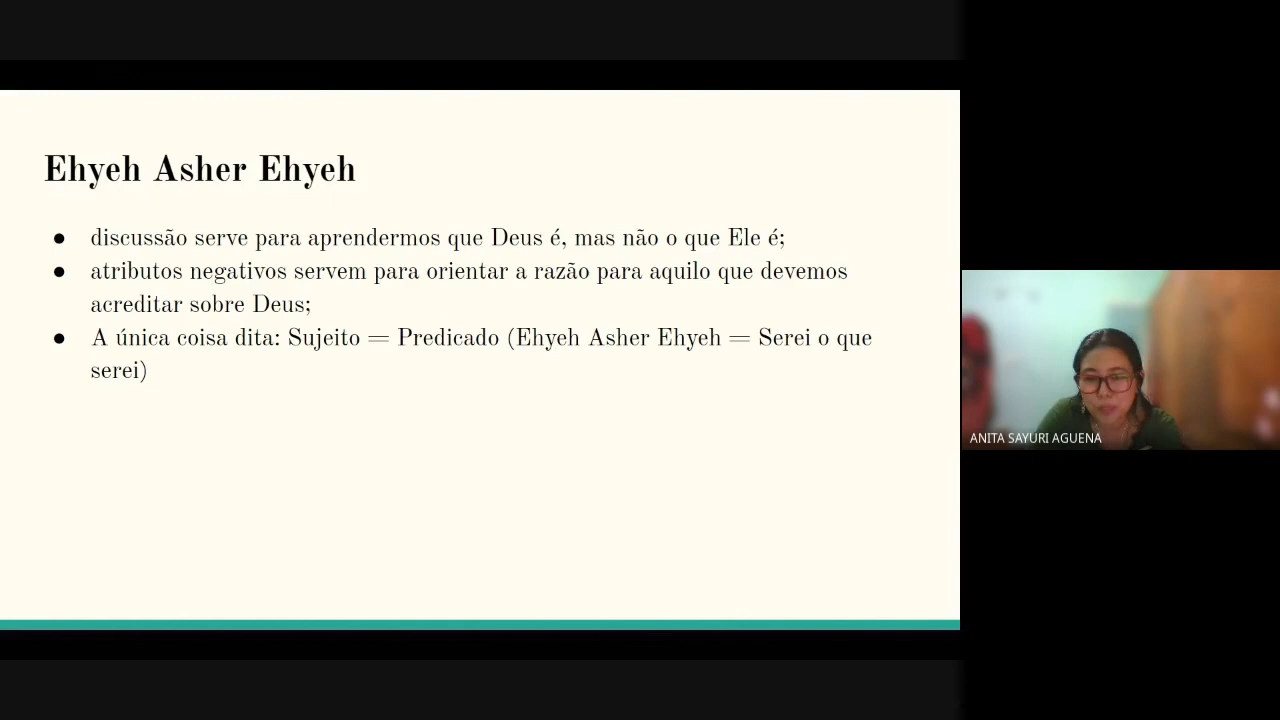 Ehyeh Asher Ehyeh
● discussão serve para aprendermos que Deus é, mas não o que Ele é;
● atributos negativos servem para orientar a razão para aquilo que devemos
acreditar sobre Deus;
● A única coisa dita: Sujeito = Predicado (Ehyeh Asher Ehyeh = Serei o que
serei)
ANITA SAYURI AGUENA